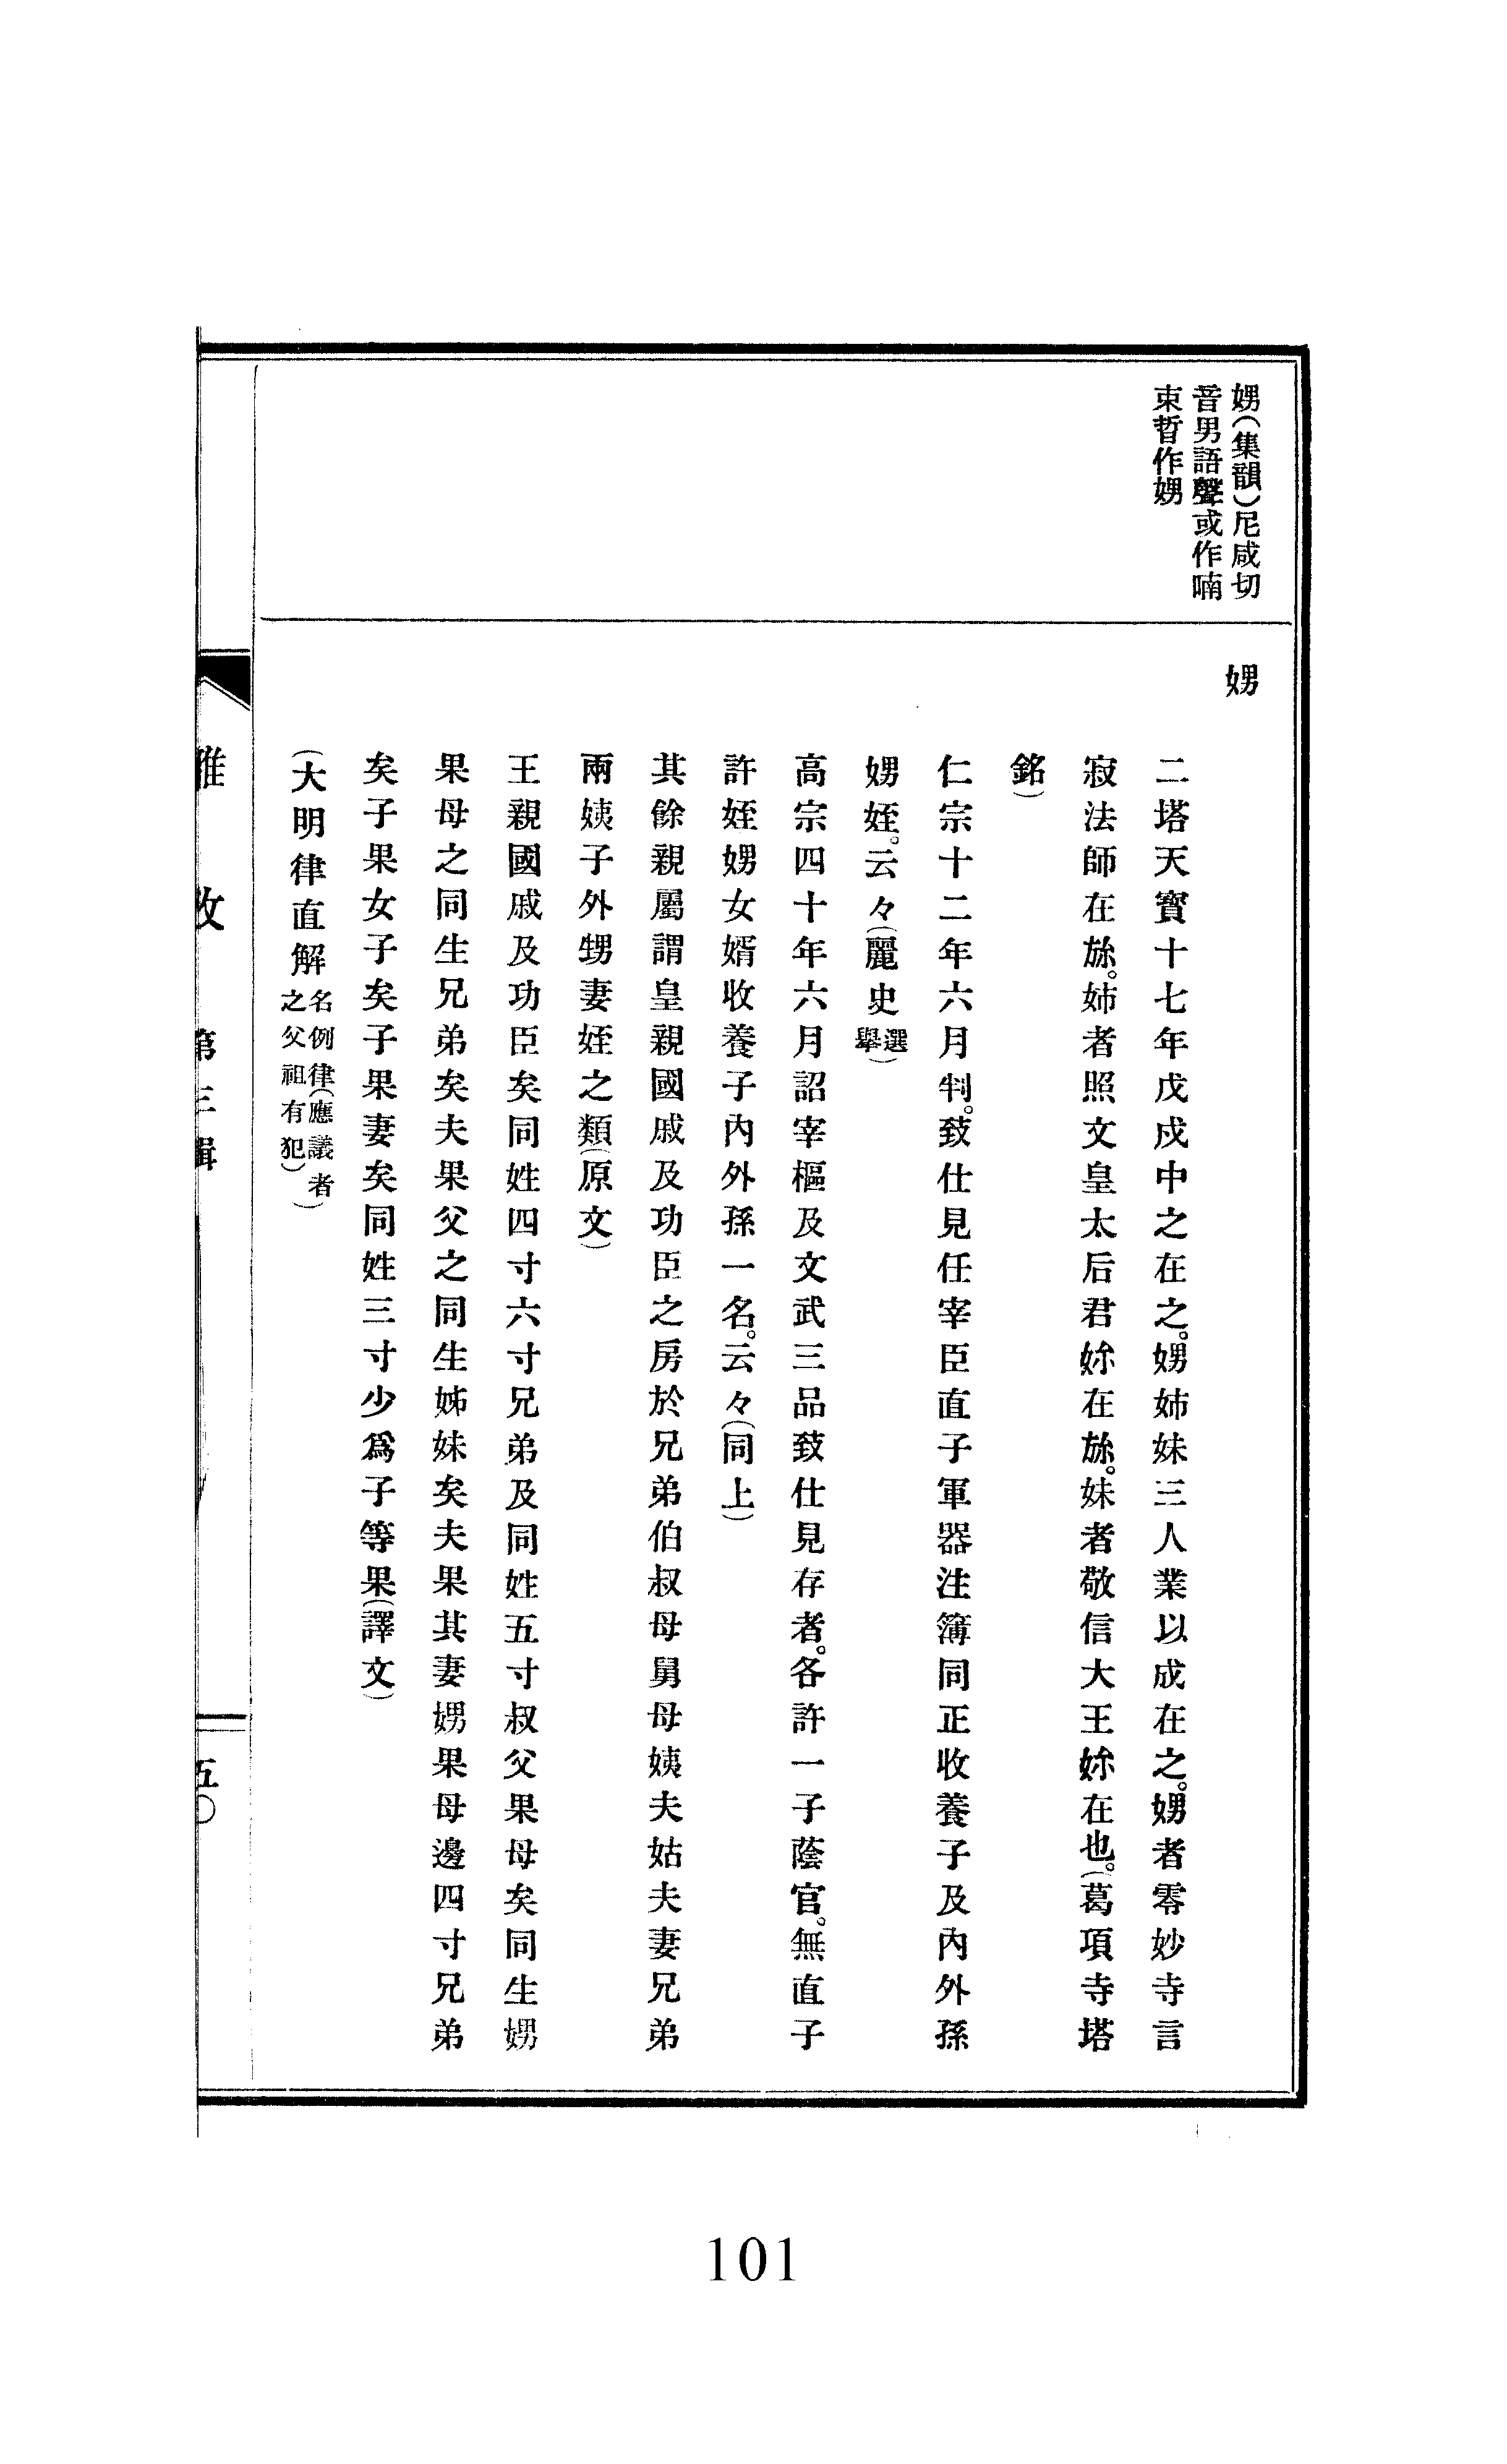 娚(集韻)尼咸切
音男語聲或作喃
束晳作娚
娚
二塔天寳十七年戊戍中之在之。娚姉妹三人業以成在之。娚者零妙寺言
寂法師在旀。姉者照文皇太后君妳在旀。妹者敬信大王妳在也。(葛項寺塔
銘)
仁宗十二年六月判。致仕見任宰臣直子軍器注簿同正收養子及內外孫
娚姪。云々(麗史選擧)
高宗四十年六月詔宰樞及文武三品致仕見存者。各許一子蔭官。無直子
許姪娚女婿收養子內外孫一名。云々(同上)
其餘親屬謂皇親國戚及功臣之房於兄弟伯叔母舅母姨夫姑夫妻兄弟
兩姨子外甥妻姪之類(原文)
王親國戚及功臣矣同姓四寸六寸兄弟及同姓五寸叔父果母矣同生娚
果母之同生兄弟矣夫果父之同生姊妹矣夫果其妻娚果母邊四寸兄弟
矣子果女子矣子果妻矣同姓三寸少爲子等果(譯文)
(大明律直解名例律(應議者
之父祖有犯))
雅攷 第三輯
五〇
101